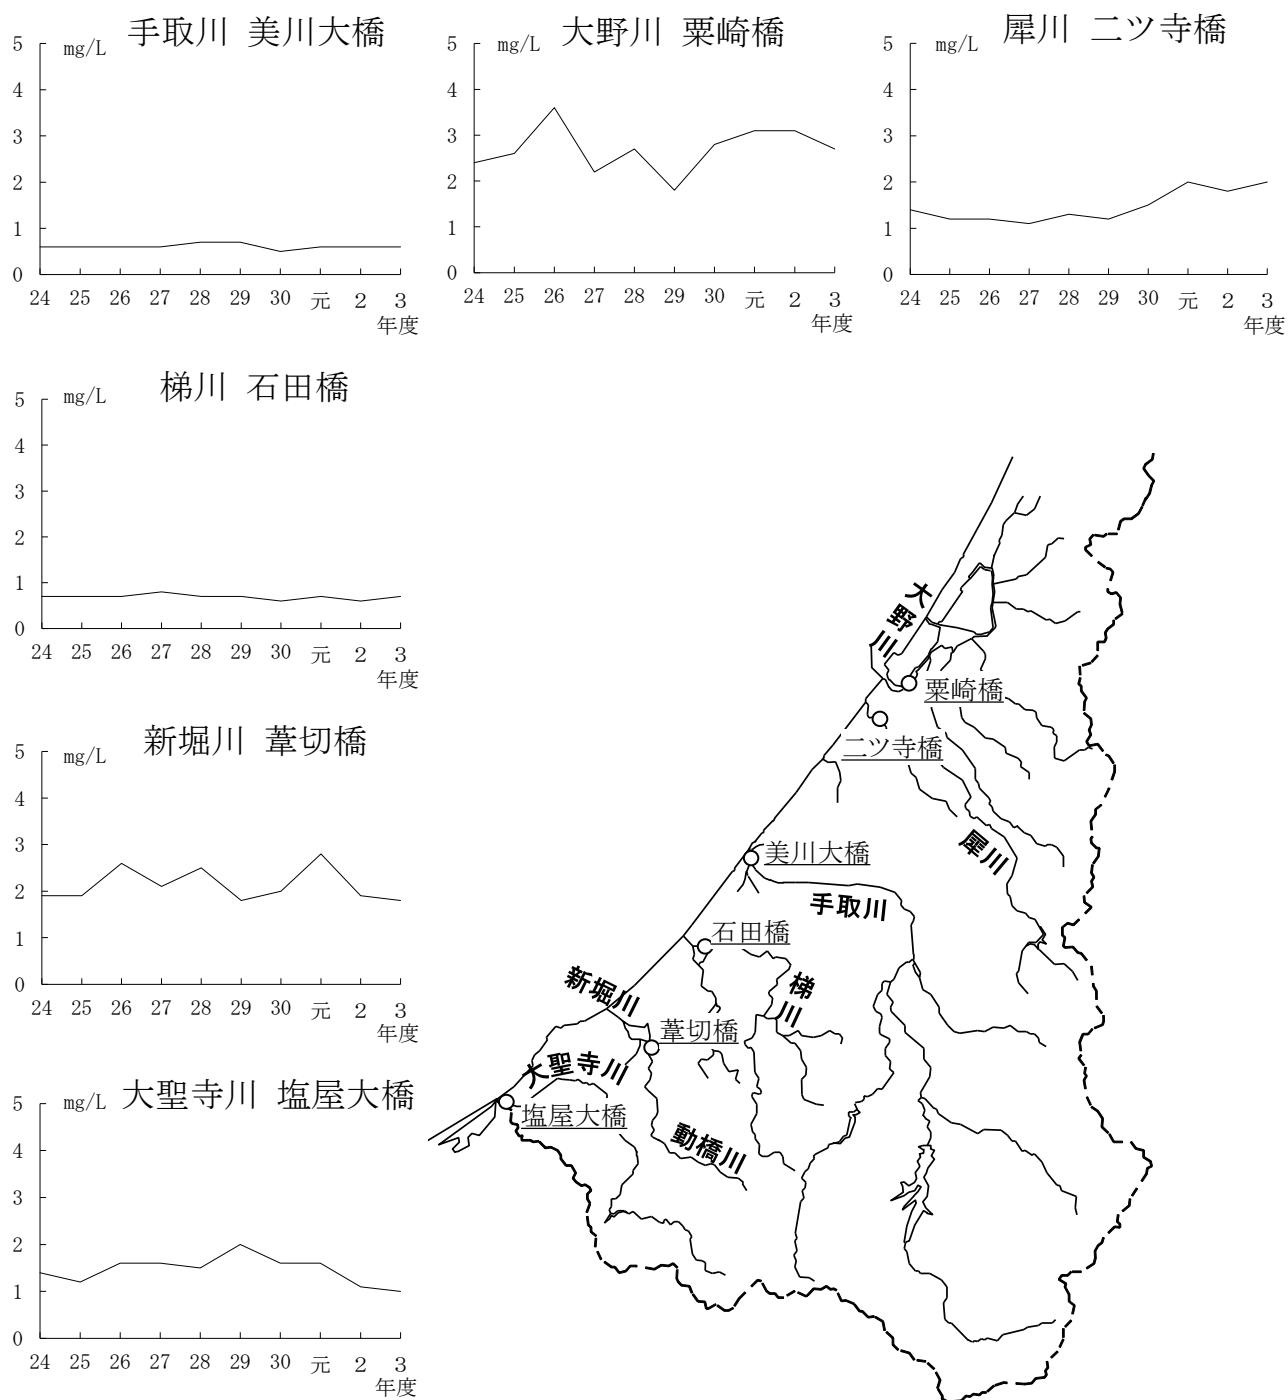 手取川 美川大橋
mg/L
5
4
3
2
1
0
24 25 26 27 28 29 30 元 2 3
年度
大野川 粟崎橋
mg/L
5
4
3
2
1
0
24 25 26 27 28 29 30 元 2 3
年度
犀川 二ツ寺橋
mg/L
5
4
3
2
1
0
24 25 26 27 28 29 30 元 2 3
年度
梯川 石田橋
mg/L
5
4
3
2
1
0
24 25 26 27 28 29 30 元 2 3
年度
新堀川 葦切橋
mg/L
5
4
3
2
1
0
24 25 26 27 28 29 30 元 2 3
年度
大聖寺川 塩屋大橋
mg/L
5
4
3
2
1
0
24 25 26 27 28 29 30 元 2 3
年度
大野川
粟崎橋
二ツ寺橋
犀川
美川大橋
手取川
石田橋
梯川
新堀川
葦切橋
大聖寺川
塩屋大橋
動橋川